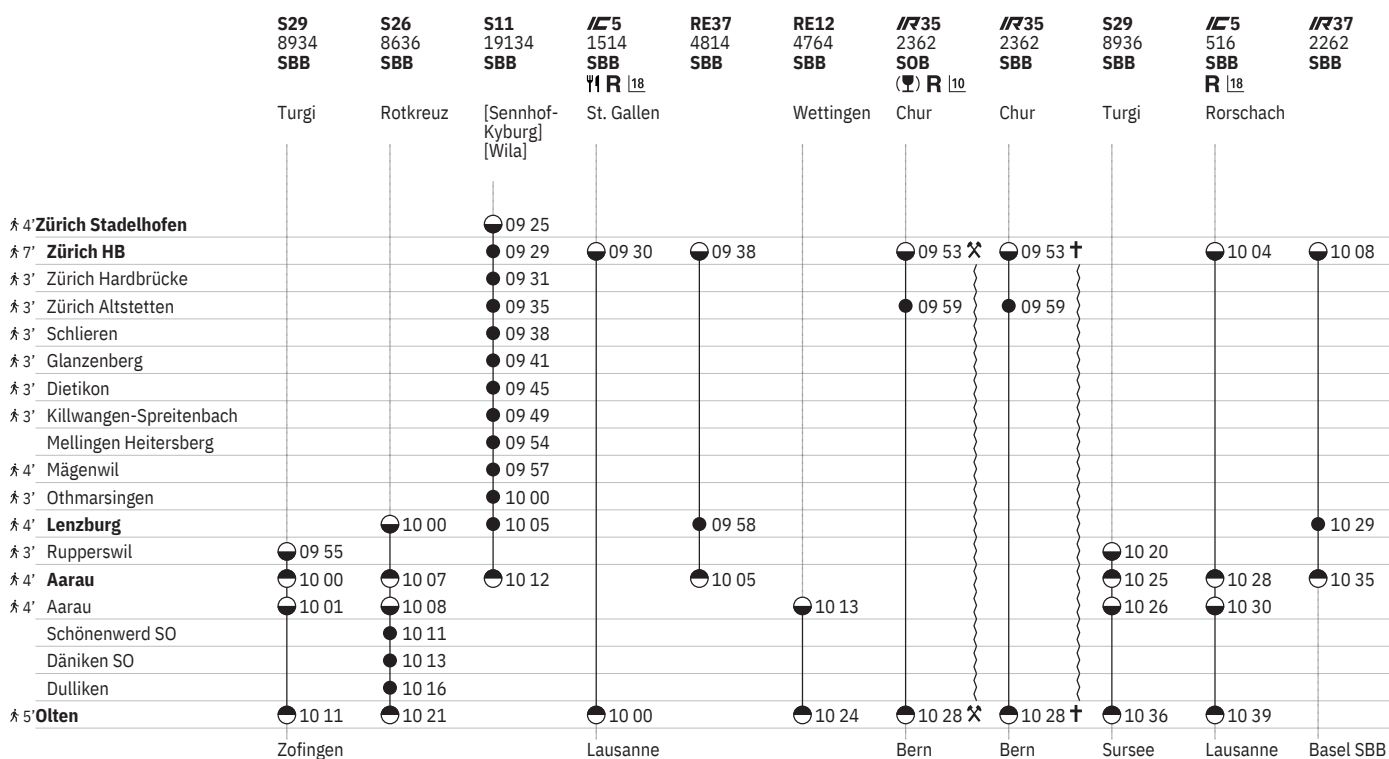 S29 S26 S11 IC5 RE37 RE12 IR35 IR35 S29 IC5 IR37
8934 8636 19134 1514 4814 4764 2362 2362 8936 516 2262
SBB SBB SBB SBB SBB SBB SOB SBB SBB SBB SBB
R 18 R 10 R 18
Turgi Rotkreuz [Sennhof- St. Gallen Wettingen Chur Chur Turgi Rorschach
Kyburg]
[Wila]
4' Zürich Stadelhofen 09 25
7' Zürich HB 09 29 09 30 09 38 09 53 09 53 10 04 10 08
3' Zürich Hardbrücke 09 31
3' Zürich Altstetten 09 35 09 59 09 59
3' Schlieren 09 38
3' Glanzenberg 09 41
3' Dietikon 09 45
3' Killwangen-Spreitenbach 09 49
Mellingen Heitersberg 09 54
4' Mägenwil 09 57
3' Othmarsingen 10 00
4' Lenzburg 10 00 10 05 09 58 10 29
3' Rupperswil 09 55 10 20
4' Aarau 10 00 10 07 10 12 10 05 10 25 10 28 10 35
4' Aarau 10 01 10 08 10 13 10 26 10 30
Schönenwerd SO 10 11
Däniken SO 10 13
Dulliken 10 16
5' Olten 10 11 10 21 10 00 10 24 10 28 10 28 10 36 10 39
Zofingen Lausanne Bern Bern Sursee Lausanne Basel SBB